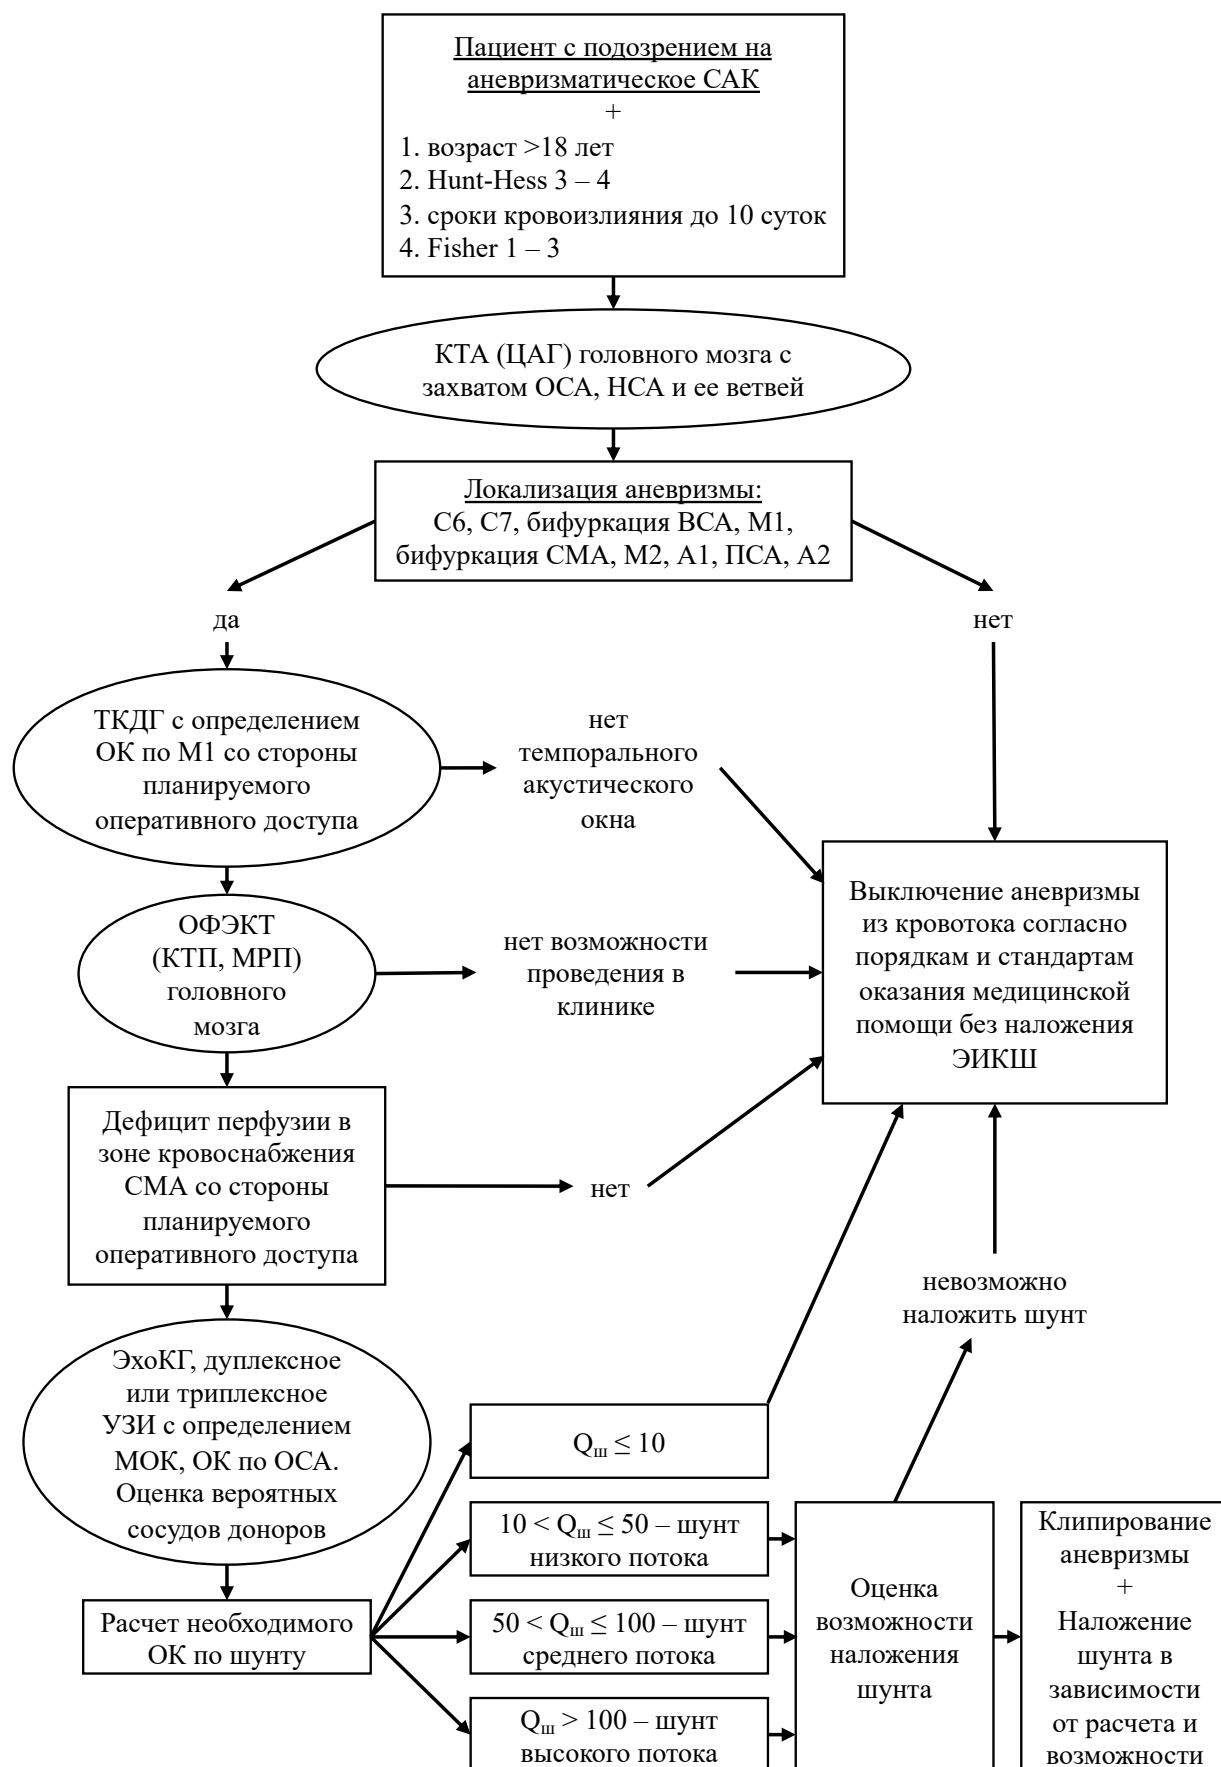 Пациент с подозрением на
аневризматическое САК
+
1. возраст >18 лет
2. Hunt-Hess 3 – 4
3. сроки кровоизлияния до 10 суток
4. Fisher 1 – 3
КТА (ЦАГ) головного мозга с
захватом ОСА, НСА и ее ветвей
Локализация аневризмы:
С6, С7, бифуркация ВСА, М1,
бифуркация СМА, М2, А1, ПСА, А2
да
нет
ТКДГ с определением
ОК по М1 со стороны
планируемого
оперативного доступа
нет
темпорального
акустического
окна
ОФЭКТ
(КТП, МРП)
головного
мозга
нет возможности
проведения в
клинике
Выключение аневризмы
из кровотока согласно
порядкам и стандартам
оказания медицинской
помощи без наложения
ЭИКШ
Дефицит перфузии в
зоне кровоснабжения
СМА со стороны
планируемого
оперативного доступа
нет
невозможно
наложить шунт
ЭхоКГ, дуплексное
или триплексное
УЗИ с определением
МОК, ОК по ОСА.
Оценка вероятных
сосудов доноров
Расчет необходимого
ОК по шунту
Qш ≤ 10
10 < Qш ≤ 50 – шунт
низкого потока
50 < Qш ≤ 100 – шунт
среднего потока
Qш > 100 – шунт
высокого потока
Оценка
возможности
наложения
шунта
Клипирование
аневризмы
+
Наложение
шунта в
зависимости
от расчета и
возможности